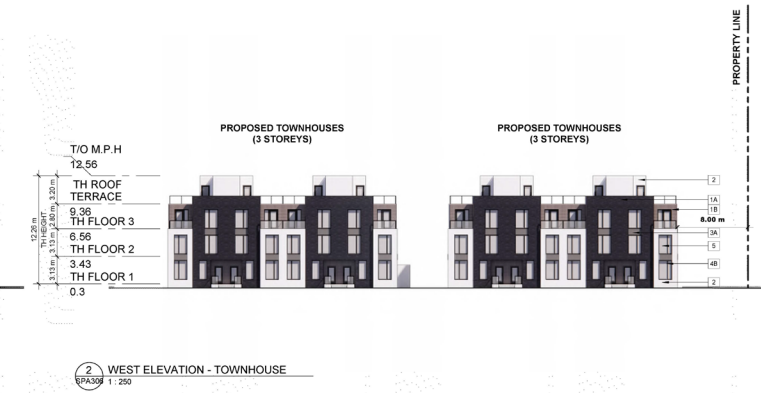 PROPERTY LINE
PROPOSED TOWNHOUSES
(3 STOREYS)
PROPOSED TOWNHOUSES
(3 STOREYS)
T/O M.P.H
12.56
TH ROOF
TERRACE
9.36
TH FLOOR 3
6.56
TH FLOOR 2
3.43
TH FLOOR 1
0.3
12.26 m
TH HEIGHT
3.20 m
2.80 m
3.13 m
3.13 m
2
1A
1B
8.00 m
3A
5
4B
2
2 WEST ELEVATION - TOWNHOUSE
SPA306 1 : 250